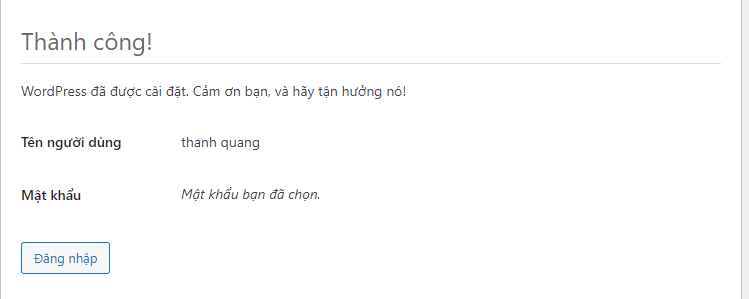 Thành công!
WordPress đã được cài đặt. Cảm ơn bạn, và hãy tận hưởng nó!
Tên người dùng thanh quang
Mật khẩu Mật khẩu bạn đã chọn.
Đăng nhập